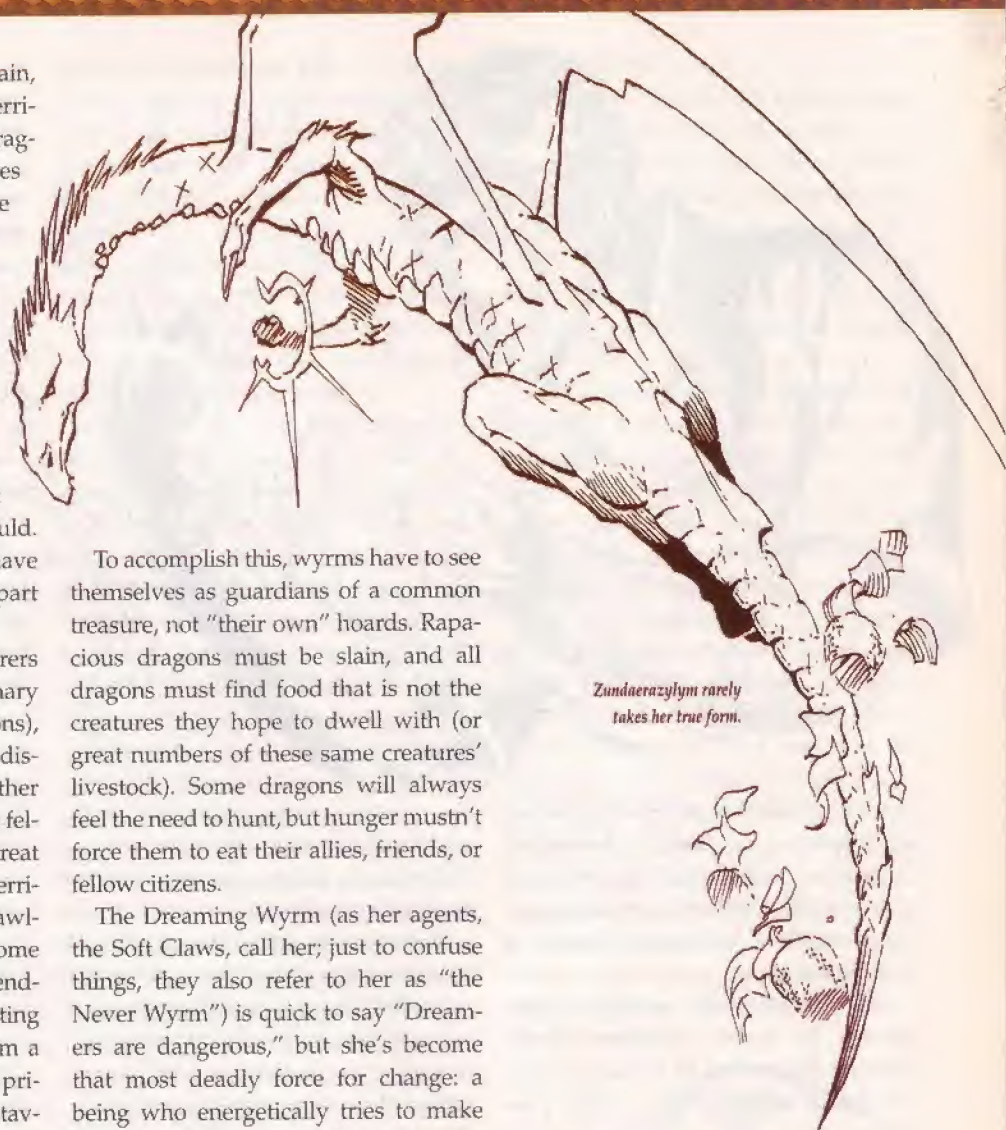 ain,
erri-
rag-
es
e
uld.
ave
part
rers
nary
ns),
dis-
ther
fel-
reat
erri-
awl-
ome
end-
ting
m a
pri-
tav-
To accomplish this, wyrms have to see
themselves as guardians of a common
treasure, not "their own" hoards. Rapa-
cious dragons must be slain, and all
dragons must find food that is not the
creatures they hope to dwell with (or
great numbers of these same creatures'
livestock). Some dragons will always
feel the need to hunt, but hunger mustn't
force them to eat their allies, friends, or
fellow citizens.
The Dreaming Wyrm (as her agents,
the Soft Claws, call her; just to confuse
things, they also refer to her as "the
Never Wyrm") is quick to say "Dream-
ers are dangerous," but she's become
that most deadly force for change: a
being who energetically tries to make
Zundaerazylym rarely
takes her true form.